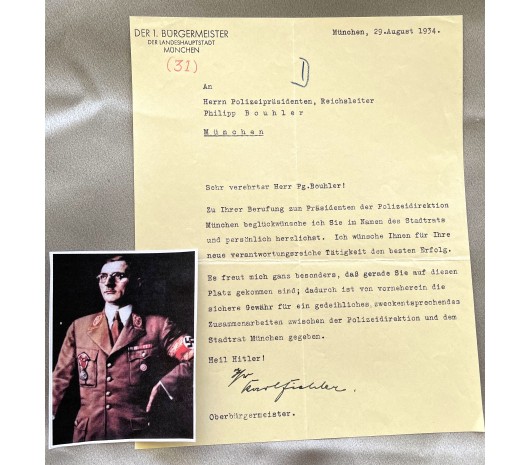 DER I. BÜRGERMEISTER
DER LANDESHAUPTSTADT
MÜNCHEN
(31)
München, 29.August 1934.
An
Herrn Polizeipräsidenten, Reichsleiter
Philipp Bouhler
München
Sehr verehrter Herr Pg.Bouhler!
Zu Ihrer Berufung zum Präsidenten der Polizeidirektion
München beglückwünsche ich Sie im Namen des Stadtrats
und persönlich herzlichst. Ich wünsche Ihnen für Ihre
neue verantwortungsreiche Tätigkeit den besten Erfolg.
Es freut mich ganz besonders, daß gerade Sie auf diesen
Platz gekommen sind; dadurch ist von vorneherein die
sichere Gewähr für ein gedeihliches, zweckentsprechendes
Zusammenarbeiten zwischen der Polizeidirektion und dem
Stadtrat München gegeben.
Heil Hitler!
Karl Fiehler.
Oberbürgermeister.